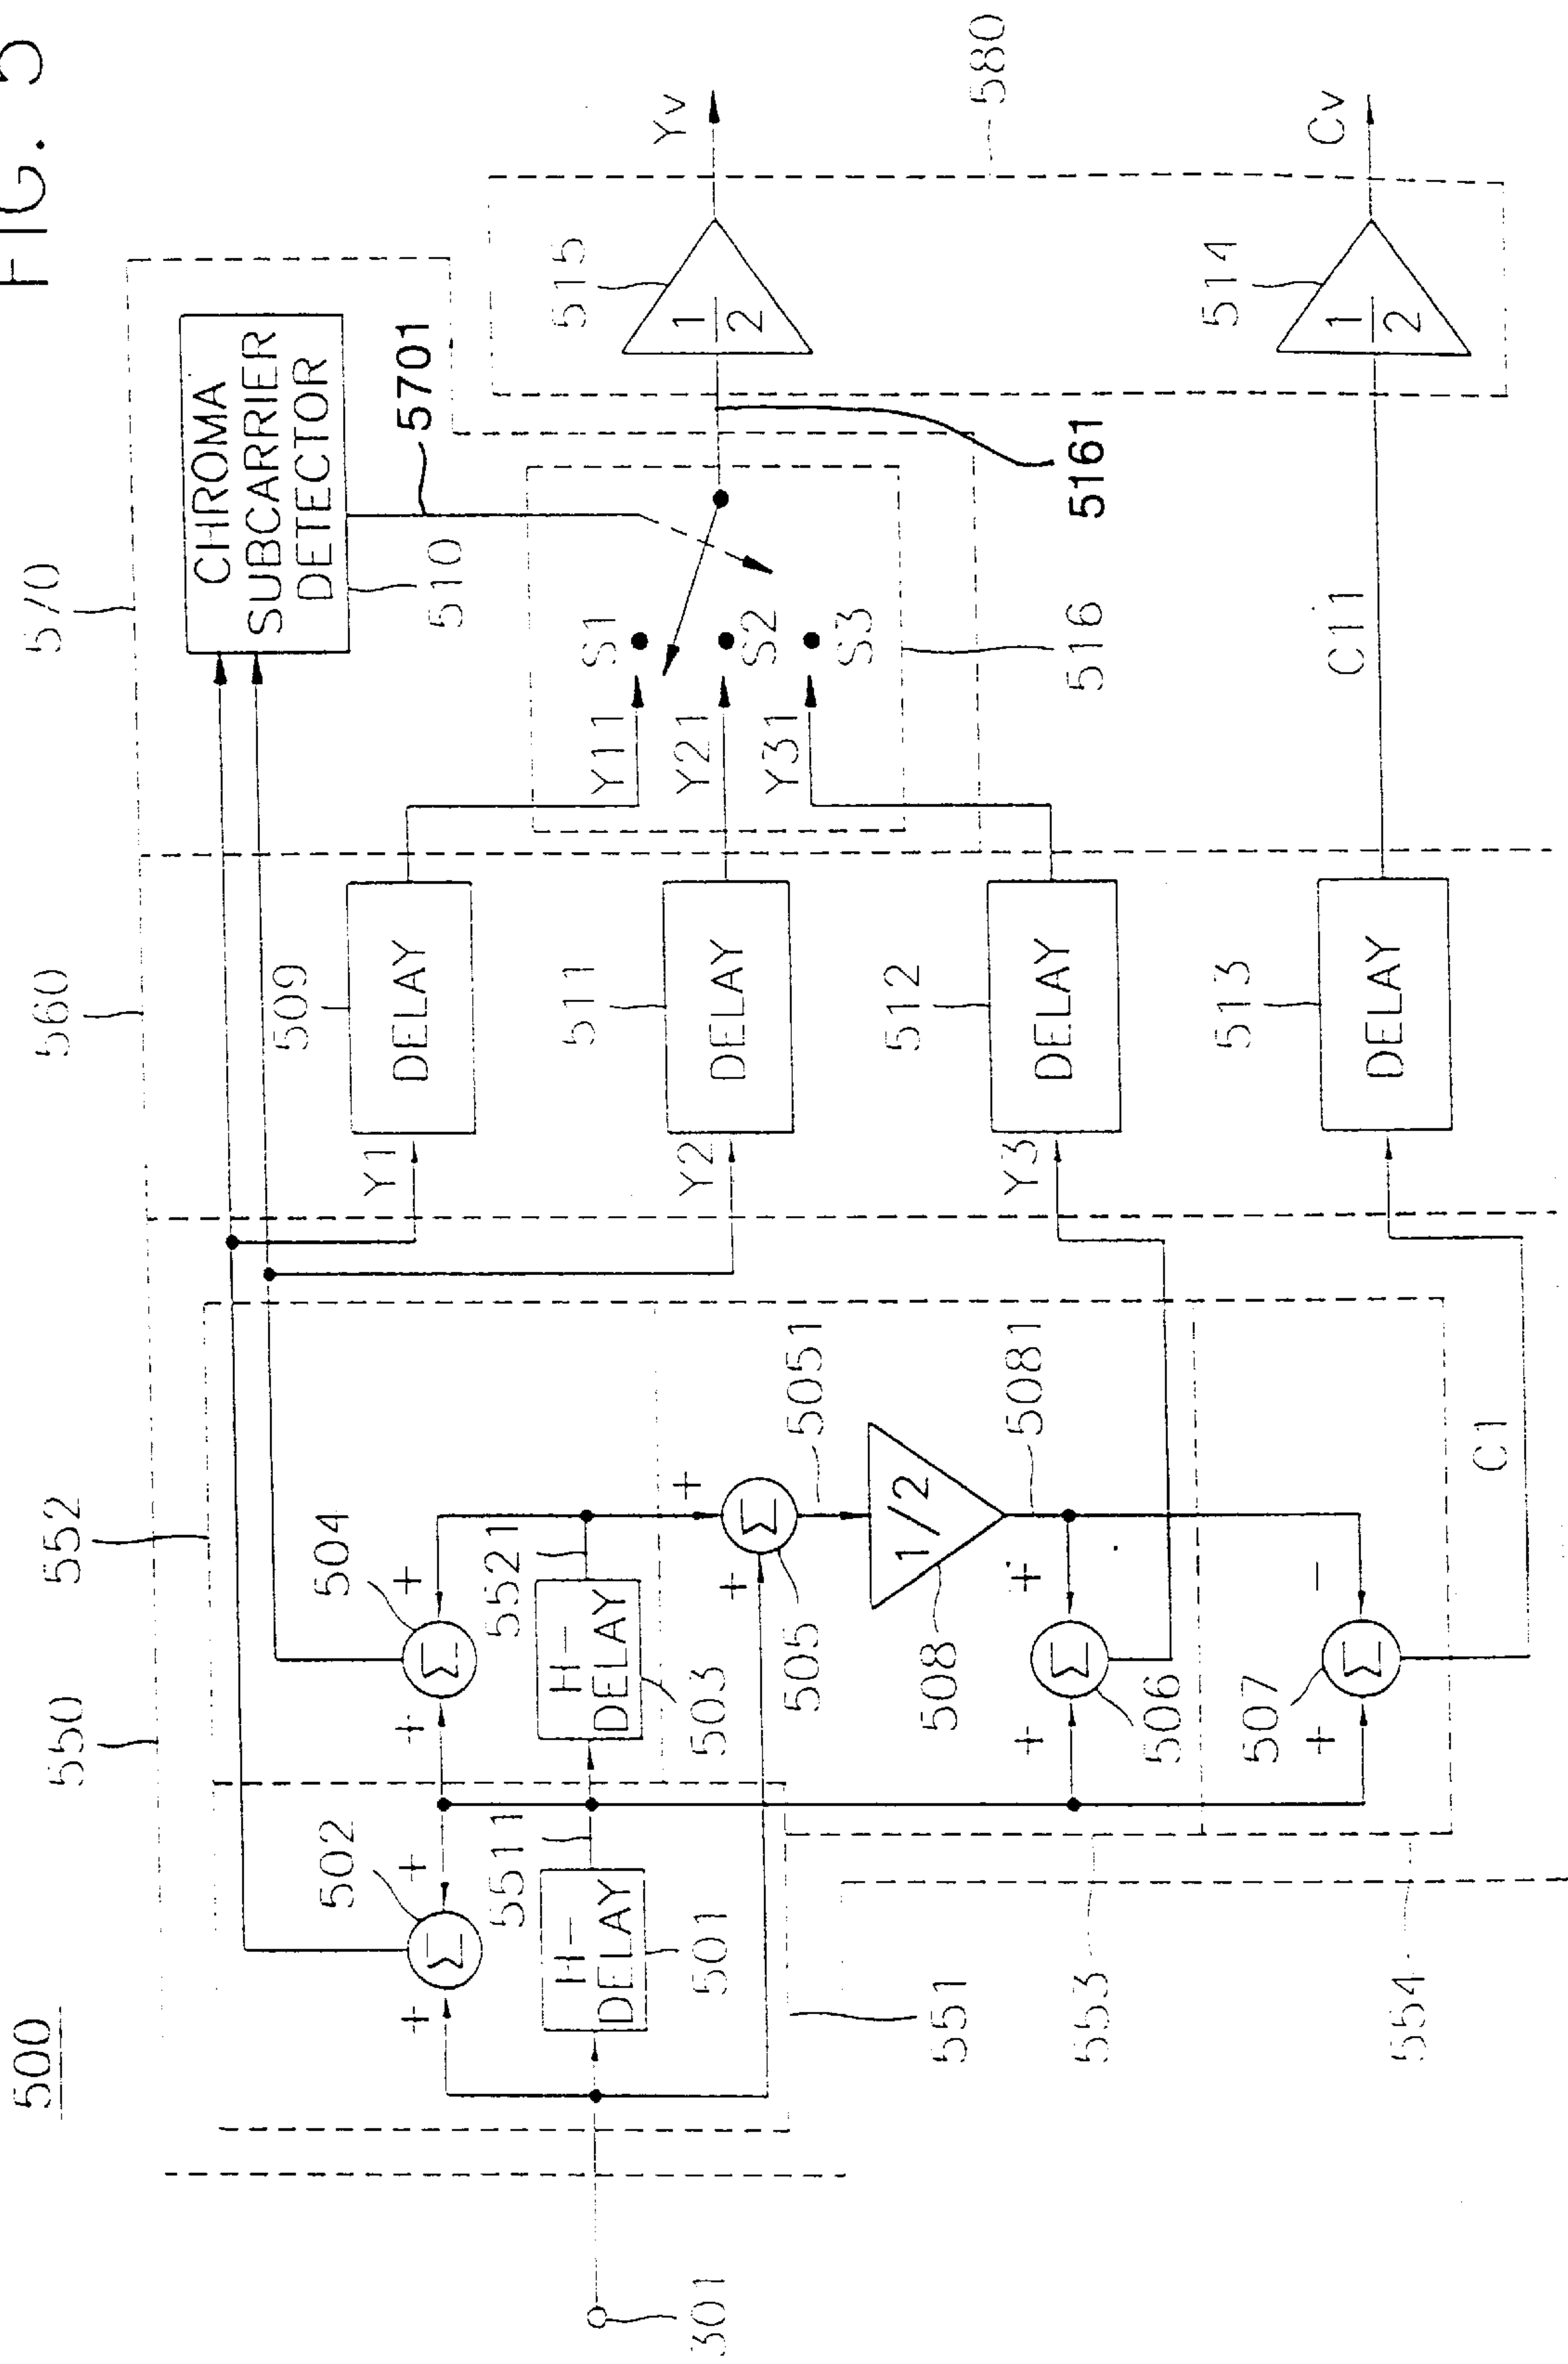 FIG. 5
500
550
552
560
570
CHROMA
SUBCARRIER
DETECTOR
510
5701
504
502
509
DELAY
Y1
Y11
S1
515
1
2
Yv
5511
5521
H-
DELAY
501
H-
DELAY
503
511
DELAY
Y2
Y21
S2
5161
580
301
551
505
Σ
Σ
Σ
+
+
+
+
+
+
5051
1/2
508
5081
512
DELAY
Y3
Y31
S3
516
553
506
Σ
+
+
507
Σ
+
-
554
C1
513
DELAY
C11
514
1
2
Cv